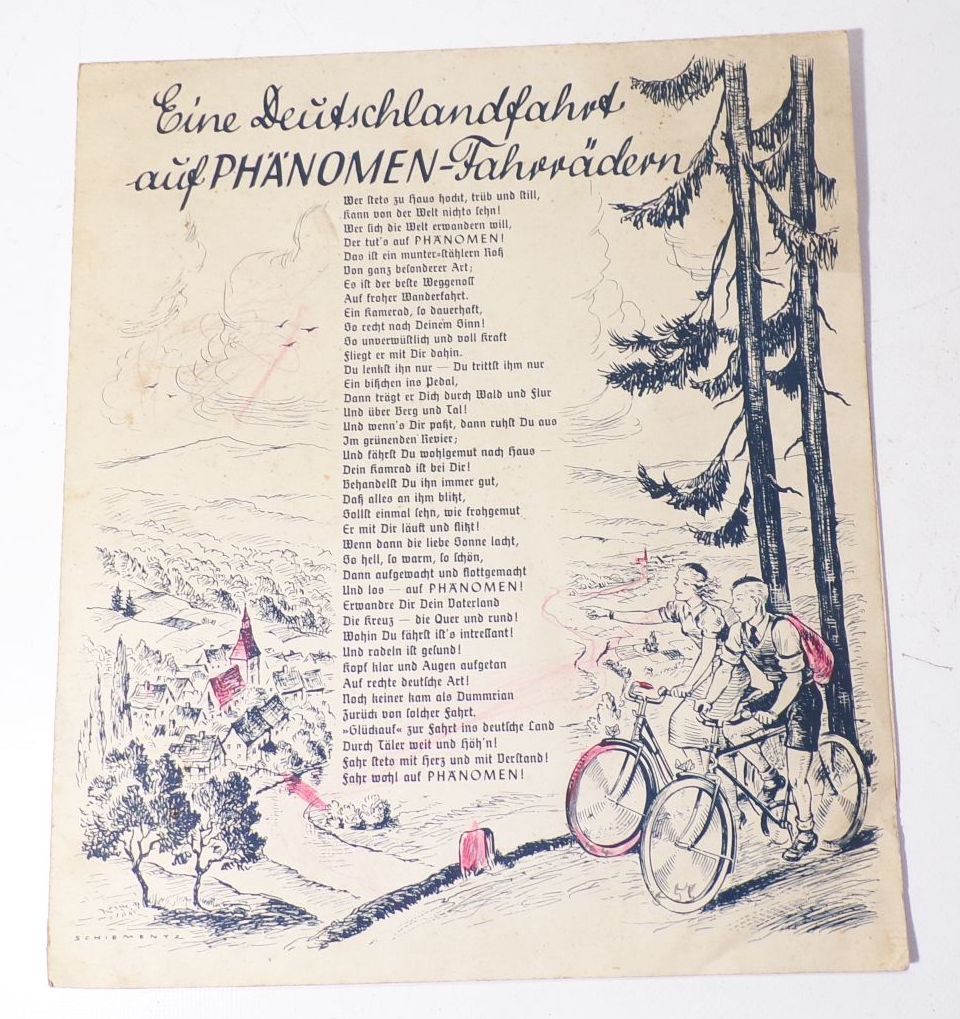 Eine Deutschlandfahrt
auf PHÄNOMEN-Fahrrädern
Wer stets zu Haus hockt, trüb und still,
Kann von der Welt nichts sehn!
Wer sich die Welt erwandern will,
Der tut's auf PHÄNOMEN!
Das ist ein munter-stählern Roß
Von ganz besonderer Art;
Es ist der beste Weggenoß
Auf froher Wanderfahrt.
Ein Kamerad, so dauerhaft,
So recht nach Deinem Sinn!
So unverwüstlich und voll Kraft
Fliegt er mit Dir dahin.
Du lenkst ihn nur — Du trittst ihm nur
Ein bißchen ins Pedal,
Dann trägt er Dich durch Wald und Flur
Und über Berg und Tal!
Und wenn's Dir paßt, dann ruhst Du aus
Im grünenden Revier;
Und fährst Du wohlgemut nach Haus —
Dein Kamrad ist bei Dir!
Behandelst Du ihn immer gut,
Daß alles an ihm blitzt,
Sollst einmal sehn, wie frohgemut
Er mit Dir läuft und flitzt!
Wenn dann die liebe Sonne lacht,
So hell, so warm, so schön,
Dann aufgewacht und flottgemacht
Und los — auf PHÄNOMEN!
Erwandre Dir Dein Vaterland
Die Kreuz — die Quer und rund!
Wohin Du fährst ist's intressant!
Und radeln ist gesund!
Kopf klar und Augen aufgetan
Auf rechte deutsche Art!
Noch keiner kam als Dummrian
Zurück von solcher Fahrt.
»Glückauf« zur Fahrt ins deutsche Land
Durch Täler weit und Höh'n!
Fahr stets mit Herz und mit Verstand!
Fahr wohl auf PHÄNOMEN!
SCHIEMENTZ